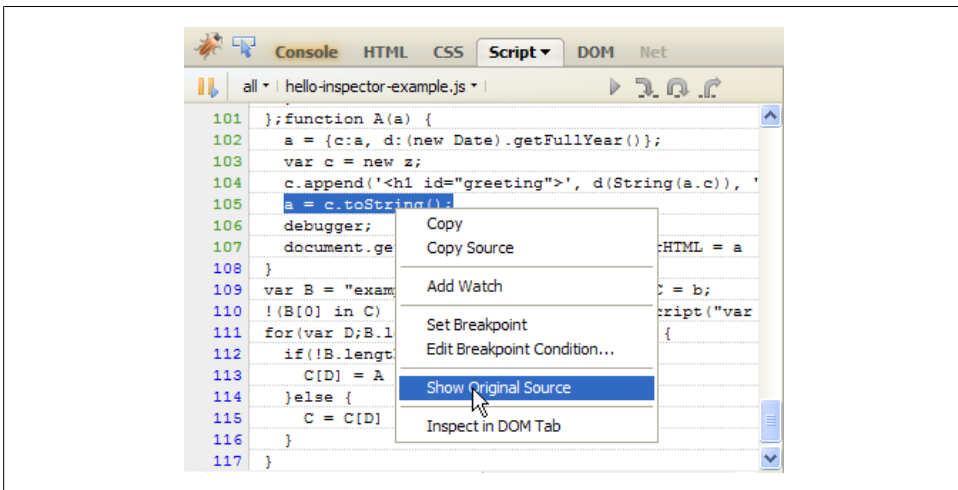 Console HTML CSS Script DOM Net
all hello-inspector-example.js
101 };function A(a) {
102 a = {c:a, d:(new Date).getFullYear()};
103 var c = new z;
104 c.append('<h1 id="greeting">', d(String(a.c)), '
105 a = c.toString();
106 debugger;
107 document.ge :HTML = a
108 }
109 var B = "exam = b;
110 !(B[0] in C) ript("var
111 for(var D;B.l {
112 if(!B.lengt
113 C[D] = A
114 }else {
115 C = C[D]
116 }
117 }
Copy
Copy Source
Add Watch
Set Breakpoint
Edit Breakpoint Condition...
Show Original Source
Inspect in DOM Tab